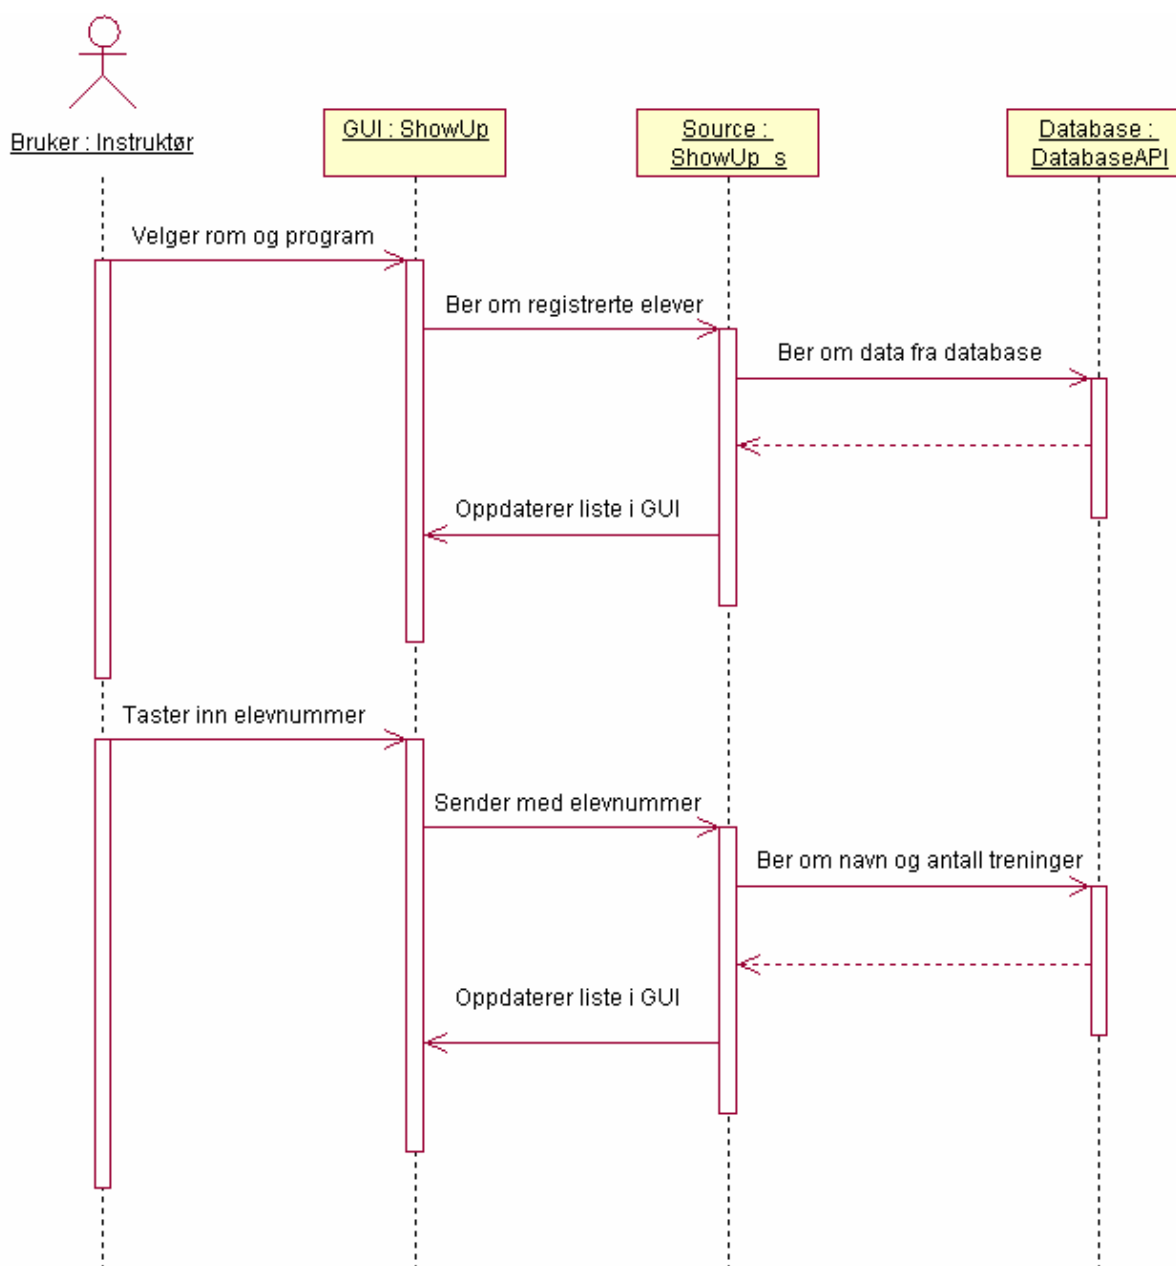 Bruker : Instruktør
GUI : ShowUp
Source :
ShowUp_s
Database :
DatabaseAPI
Velger rom og program
Ber om registrerte elever
Ber om data fra database
Oppdaterer liste i GUI
Taster inn elevnummer
Sender med elevnummer
Ber om navn og antall treninger
Oppdaterer liste i GUI